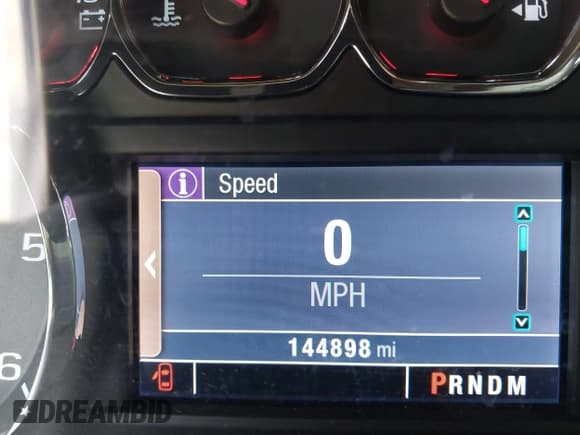 Speed
0
MPH
144898 mi
PRNDM
5
6
DREAMBID